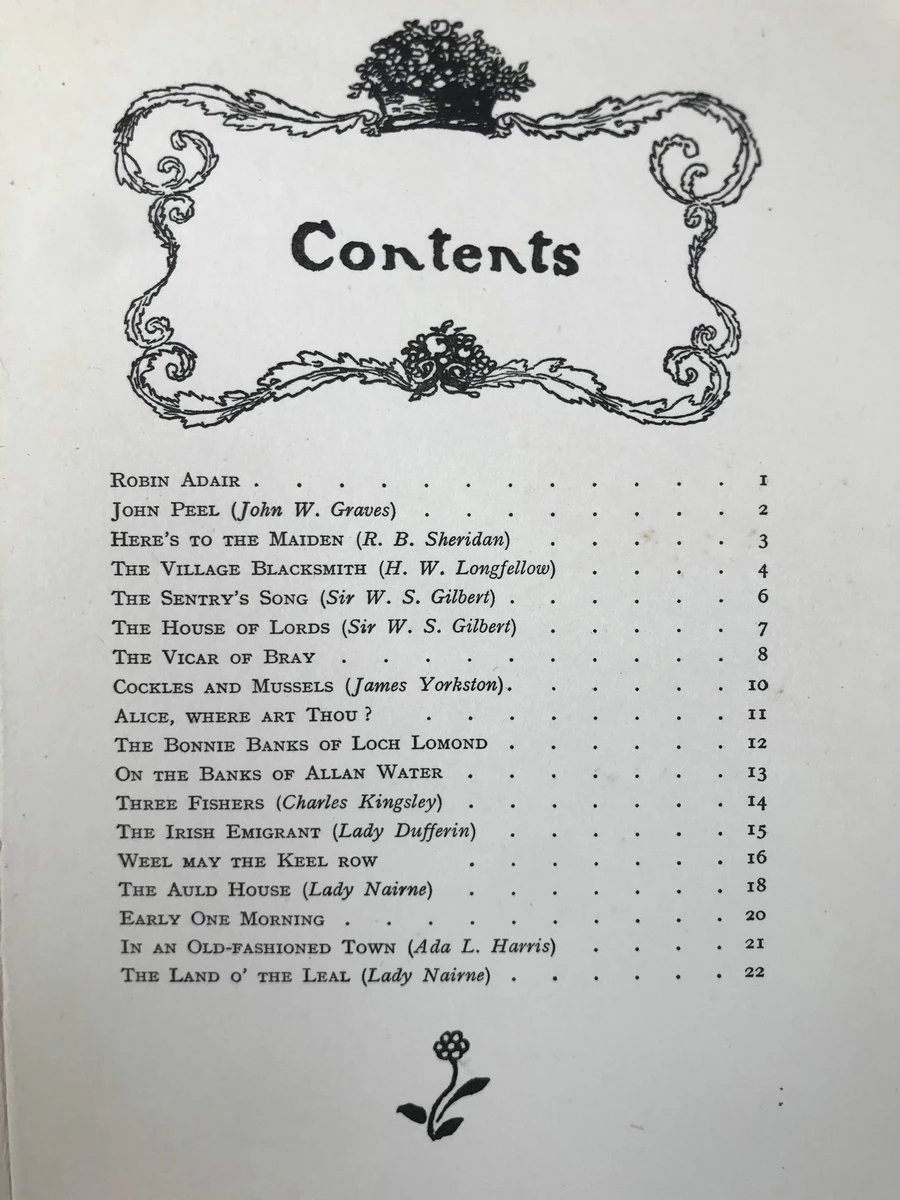 Contents
ROBIN ADAIR . . . . . . . . . . . . 1
JOHN PEEL (John W. Graves) . . . . . . . . 2
HERE'S TO THE MAIDEN (R. B. Sheridan) . . . . . 3
THE VILLAGE BLACKSMITH (H. W. Longfellow) . . . . 4
THE SENTRY'S SONG (Sir W. S. Gilbert) . . . . . . 6
THE HOUSE OF LORDS (Sir W. S. Gilbert) . . . . . 7
THE VICAR OF BRAY . . . . . . . . . . 8
COCKLES AND MUSSELS (James Yorkston) . . . . . . 10
ALICE, WHERE ART THOU ? . . . . . . . . 11
THE BONNIE BANKS OF LOCH LOMOND . . . . . . 12
ON THE BANKS OF ALLAN WATER . . . . . . . 13
THREE FISHERS (Charles Kingsley) . . . . . . . 14
THE IRISH EMIGRANT (Lady Dufferin) . . . . . . 15
WEEL MAY THE KEEL ROW . . . . . . . 16
THE AULD HOUSE (Lady Nairne) . . . . . . . 18
EARLY ONE MORNING . . . . . . . . . . 20
IN AN OLD-FASHIONED TOWN (Ada L. Harris) . . . . 21
THE LAND O' THE LEAL (Lady Nairne) . . . . . . 22